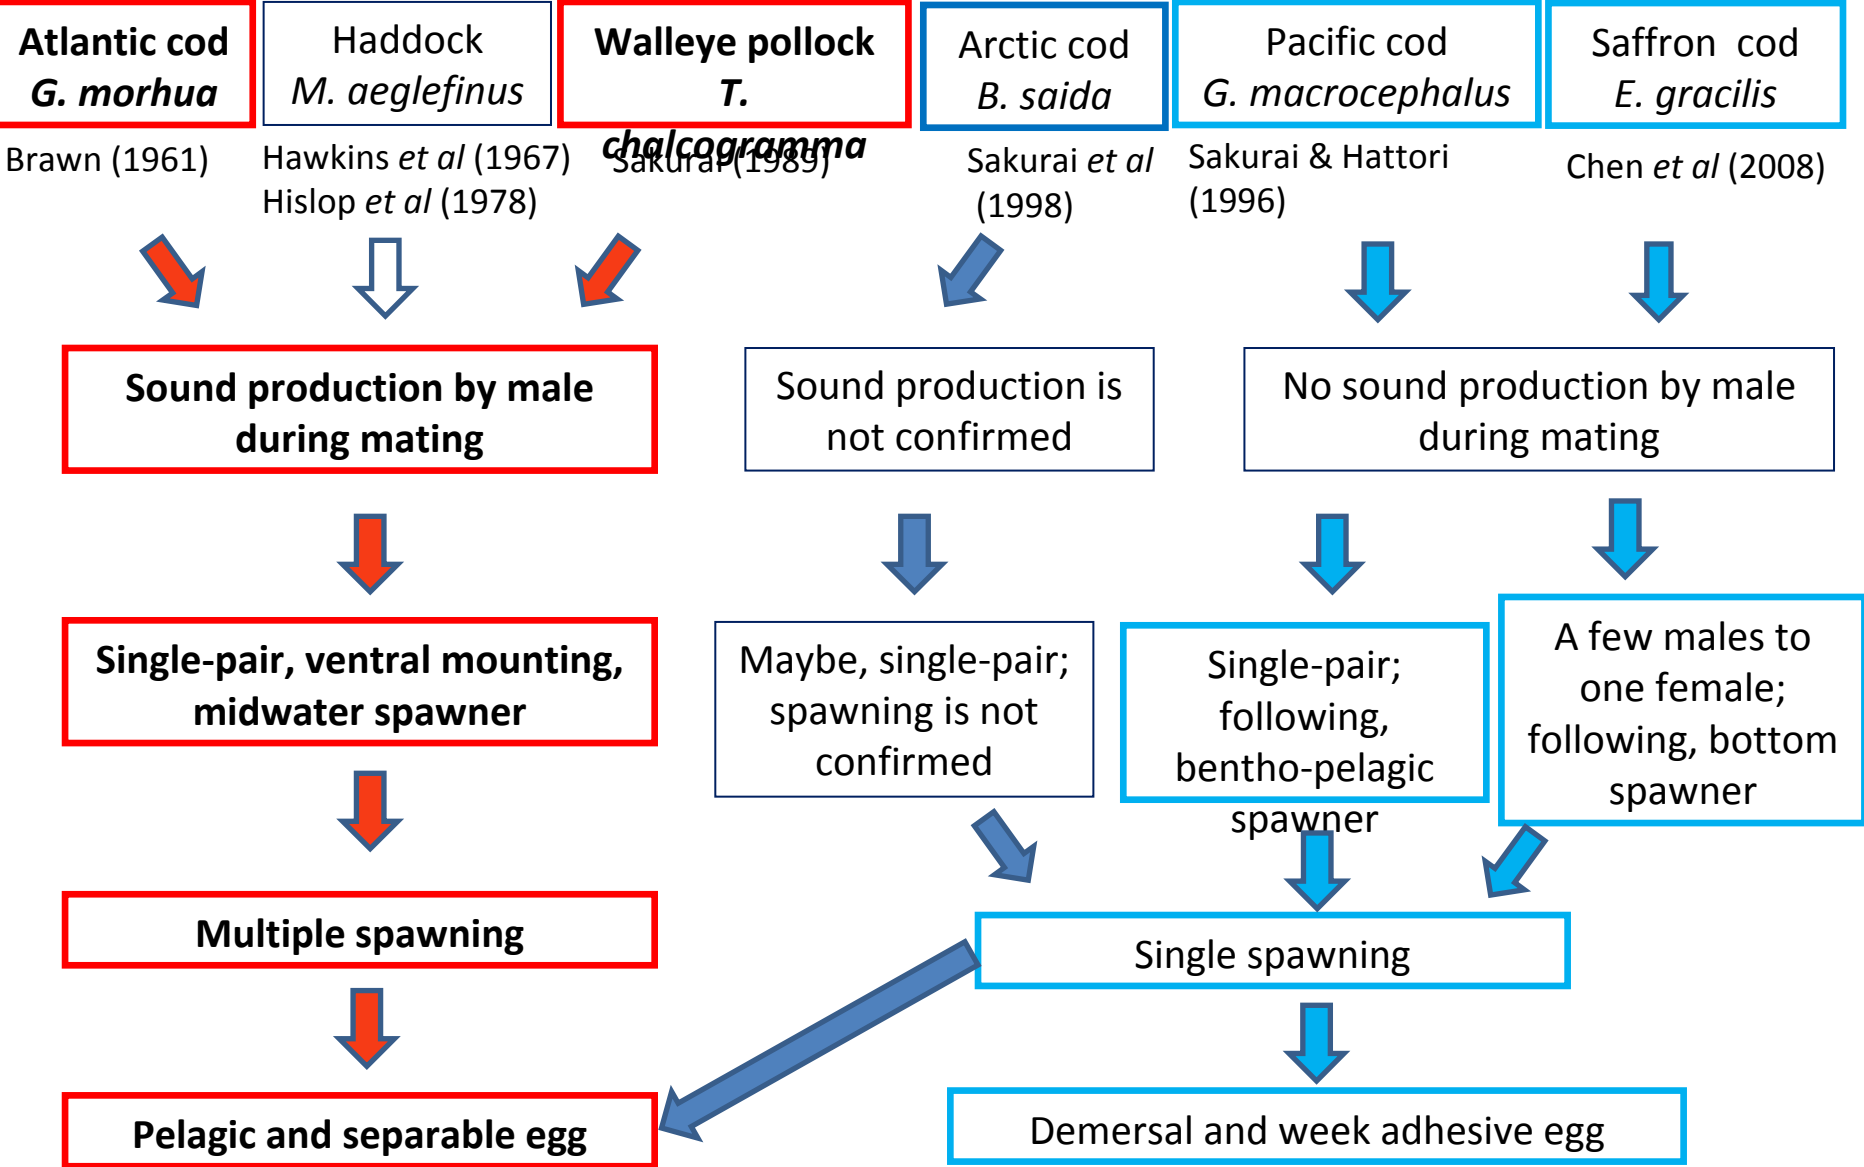 Atlantic cod
G. morhua
Haddock
M. aeglefinus
Walleye pollock
T.
chalcogramma
Arctic cod
B. saida
Pacific cod
G. macrocephalus
Saffron cod
E. gracilis
Brawn (1961)
Hawkins et al (1967)
Hislop et al (1978)
Sakurai (1989)
Sakurai et al
(1998)
Sakurai & Hattori
(1996)
Chen et al (2008)
Sound production by male
during mating
Sound production is
not confirmed
No sound production by male
during mating
Single-pair, ventral mounting,
midwater spawner
Maybe, single-pair;
spawning is not
confirmed
Single-pair;
following,
bentho-pelagic
spawner
A few males to
one female;
following, bottom
spawner
Multiple spawning
Single spawning
Pelagic and separable egg
Demersal and week adhesive egg